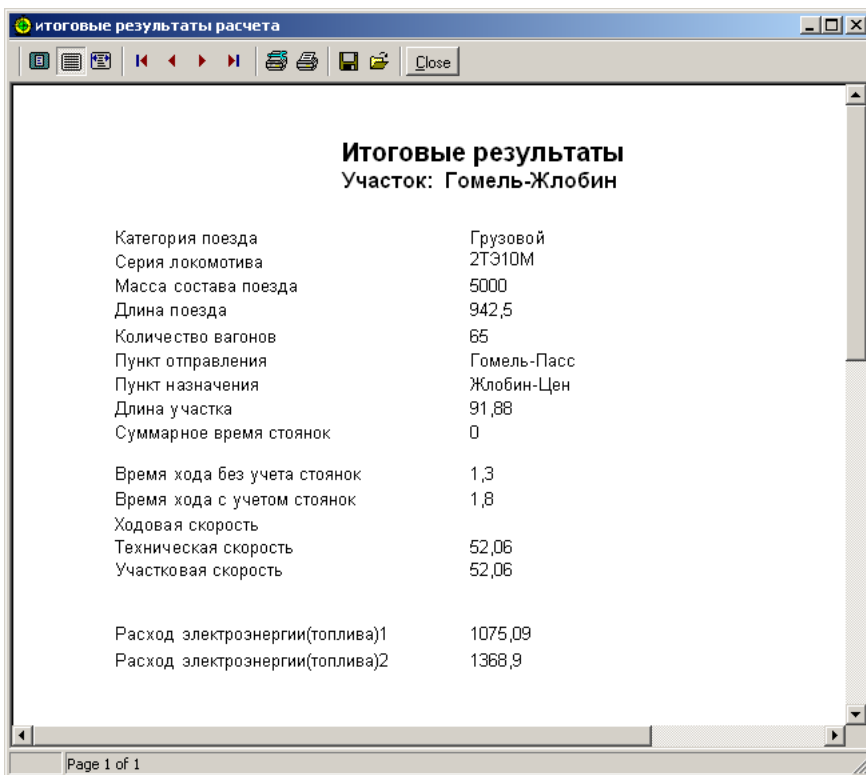 итоговые результаты расчета
Close
Итоговые результаты
Участок: Гомель-Жлобин
Категория поезда Грузовой
Серия локомотива 2ТЭ10М
Масса состава поезда 5000
Длина поезда 942,5
Количество вагонов 65
Пункт отправления Гомель-Пасс
Пункт назначения Жлобин-Цен
Длина участка 91,88
Суммарное время стоянок 0
Время хода без учета стоянок 1,3
Время хода с учетом стоянок 1,8
Ходовая скорость
Техническая скорость 52,06
Участковая скорость 52,06
Расход электроэнергии(топлива)1 1075,09
Расход электроэнергии(топлива)2 1368,9
Page 1 of 1